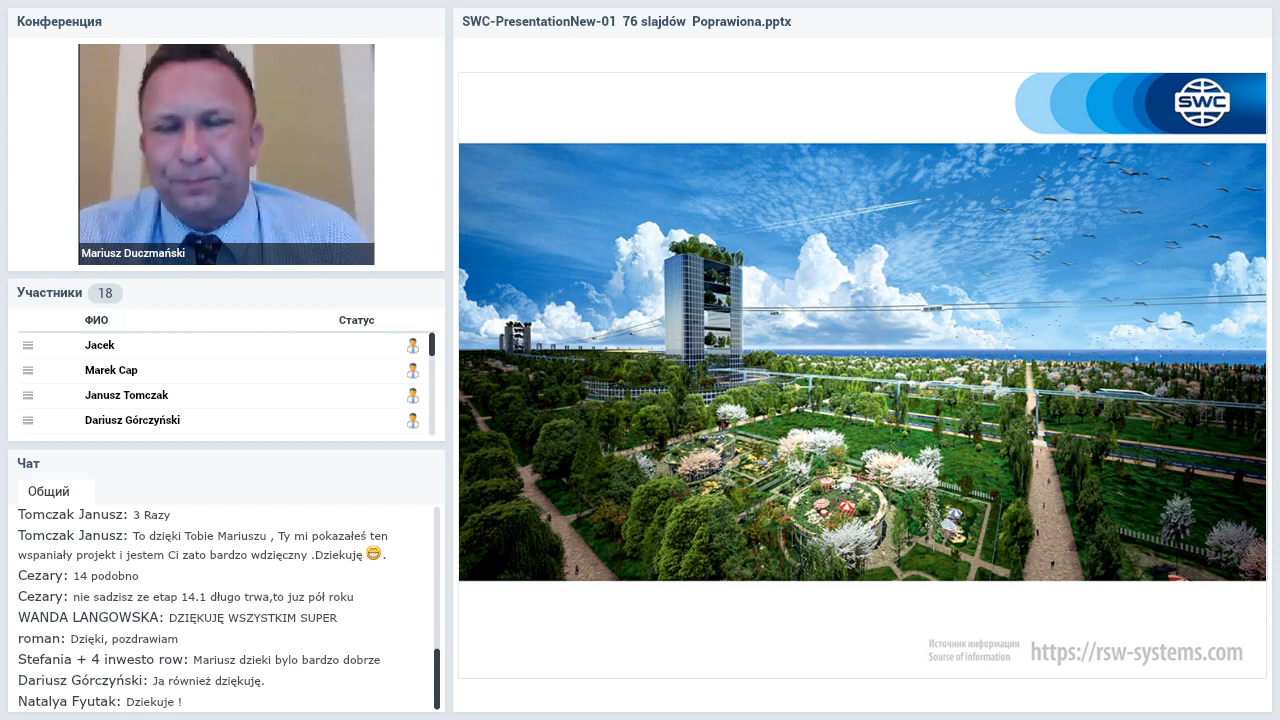 Конференция
Mariusz Duczmański
Участники 18
ФИО Статус
Jacek
Marek Cap
Janusz Tomczak
Dariusz Górczyński
Чат
Общий
Tomczak Janusz: 3 Razy
Tomczak Janusz: To dzięki Tobie Mariuszu , Ty mi pokazałeś ten
wspaniały projekt i jestem Ci zato bardzo wdzięczny .Dziekuję 😁.
Cezary: 14 podobno
Cezary: nie sadzisz ze etap 14.1 długo trwa,to juz pół roku
WANDA LANGOWSKA: DZIĘKUJĘ WSZYSTKIM SUPER
roman: Dzięki, pozdrawiam
Stefania + 4 inwesto row: Mariusz dzieki bylo bardzo dobrze
Dariusz Górczyński: Ja również dziękuję.
Natalya Fyutak: Dziekuje !
SWC-PresentationNew-01 76 slajdów Poprawiona.pptx
SWC
Источник информации
Sourse of information
https://rsw-systems.com